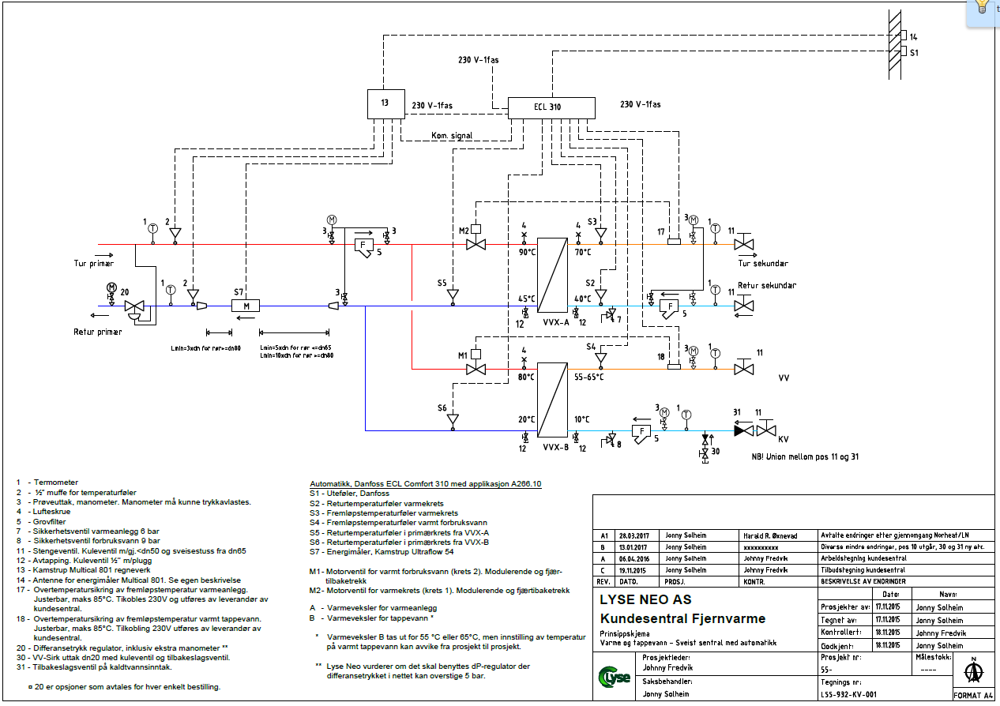 t
14
S1
230 V-1fas
13
230 V-1fas
ECL 310
230 V-1fas
Kom. signal
1
2
M
3
3
F
5
M2
4
4
S3
17
3
M
1
11
T
T
90°C
70°C
Tur primær
Tur sekundær
M
20
1
T
2
S7
M
3
S5
S2
Retur sekundær
1
T
11
45°C
40°C
F
5
Retur primær
12
VVX-A
12
7
Lmin=3xdn for rør>=dn80
Lmin=5xdn for rør <=dn65
Lmin=10xdn for rør >=dn80
M1
4
S4
18
3
M
1
T
11
80°C
55-65°C
VV
S6
20°C
10°C
3
M
1
T
31
11
F
5
KV
12
VVX-B
12
8
30
NB! Union mellom pos 11 og 31
1 - Termometer
2 - ½" muffe for temperaturføler
3 - Prøveuttak, manometer. Manometer må kunne trykkavlastes.
4 - Lufteskrue
5 - Grovfilter
7 - Sikkerhetsventil varmeanlegg 6 bar
8 - Sikkerhetsventil forbruksvann 9 bar
11 - Stengeventil. Kuleventil m/gj.<dn50 og sveisestuss fra dn65
12 - Avtapping. Kuleventil ½" m/plugg
13 - Kamstrup Multical 801 regneverk
14 - Antenne for energimåler Multical 801. Se egen beskrivelse
17 - Overtemperatursikring av fremløpstemperatur varmeanlegg.
Justerbar, maks 85°C. Tikobles 230V og utføres av leverandør av
kundesentral.
18 - Overtemperatursikring av fremløpstemperatur varmt tappevann.
Justerbar, maks 85°C. Tilkobling 230V utføres av leverandør av
kundesentral.
20 - Differansetrykk regulator, inklusiv ekstra manometer **
30 - VV-Sirk uttak dn20 med kuleventil og tilbakeslagsventil.
31 - Tilbakeslagsventil på kaldtvannsinntak.
¤ 20 er opsjoner som avtales for hver enkelt bestilling.
Automatikk, Danfoss ECL Comfort 310 med applikasjon A266.10
S1 - Uteføler, Danfoss
S2 - Returtemperaturføler varmekrets
S3 - Fremløpstemperaturføler varmekrets
S4 - Fremløpstemperaturføler varmt forbruksvann
S5 - Returtemperaturføler i primærkrets fra VVX-A
S6 - Returtemperaturføler i primærkrets fra VVX-B
S7 - Energimåler, Kamstrup Ultraflow 54
M1 - Motorventil for varmt forbruksvann (krets 2). Modulerende og fjær-
tilbaketrekk
M2 - Motorventil for varmekrets (krets 1). Modulerende og fjærtibaketrekk
A - Varmeveksler for varmeanlegg
B - Varmeveksler for tappevann *
* Varmeveksler B tas ut for 55 °C eller 65°C, men innstilling av temperatur
på varmt tappevann kan avvike fra prosjekt til prosjekt.
** Lyse Neo vurderer om det skal benyttes dP-regulator der
differansetrykket i nettet kan overstige 5 bar.
A1 28.03.2017 Jonny Solheim Harald R. Øxnevad Avtalte endringer etter gjennomgang Norheat/LN
B 13.01.2017 Jonny Solheim xxxxxxxxxx Diverse mindre endringer, pos 10 utgår, 30 og 31 ny etc.
A 06.04.2016 Jonny Solheim Johnny Fredvik Arbeidstegning kundesentral
C 19.11.2015 Jonny Solheim Johnny Fredvik Tilbudstegning kundesentral
REV. DATO. PROSJ. KONTR. BESKRIVELSE AV ENDRINGER
LYSE NEO AS
Kundesentral Fjernvarme
Prinsippskjema
Varme og tappevann - Sveist sentral med automatikk
Dato: Navn:
Prosjekter av: 17.11.2015 Jonny Solheim
Tegnet av: 17.11.2015 Jonny Solheim
Kontrollert: 18.11.2015 Johnny Fredvik
Godkjent: 18.11.2015 Jonny Solheim
Lyse
Prosjektleder:
Johnny Fredvik
Saksbehandler:
Jonny Solheim
Prosjekt nr:
55-
Målestokk:
----
Tegnings nr:
L55-932-KV-001
N
FORMAT A4